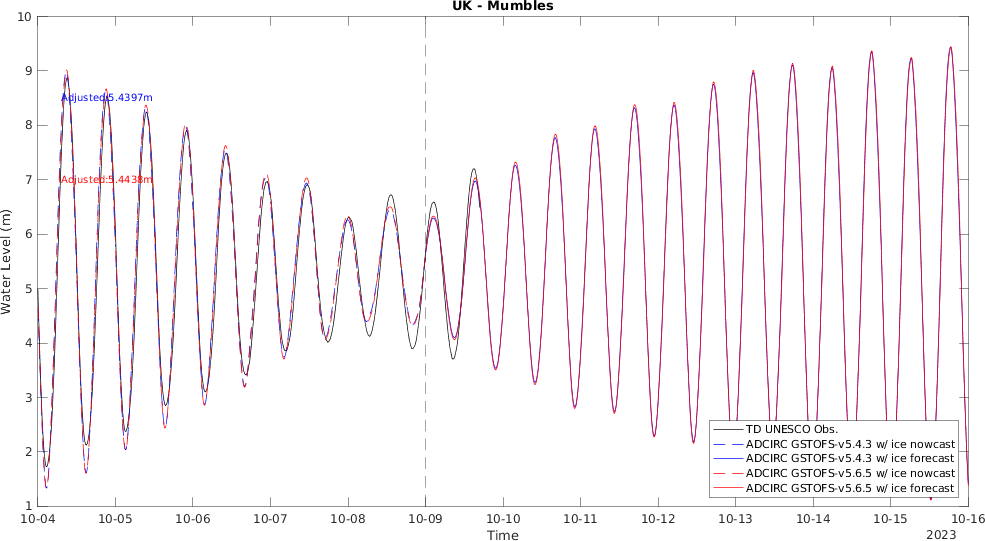 UK - Mumbles
10
9
8
7
6
5
4
3
2
1
Water Level (m)
Adjusted:5.4397m
Adjusted:5.4438m
TD UNESCO Obs.
ADCIRC GSTOFS-v5.4.3 w/ ice nowcast
ADCIRC GSTOFS-v5.4.3 w/ ice forecast
ADCIRC GSTOFS-v5.6.5 w/ ice nowcast
ADCIRC GSTOFS-v5.6.5 w/ ice forecast
10-04 10-05 10-06 10-07 10-08 10-09 10-10 10-11 10-12 10-13 10-14 10-15 10-16
Time
2023